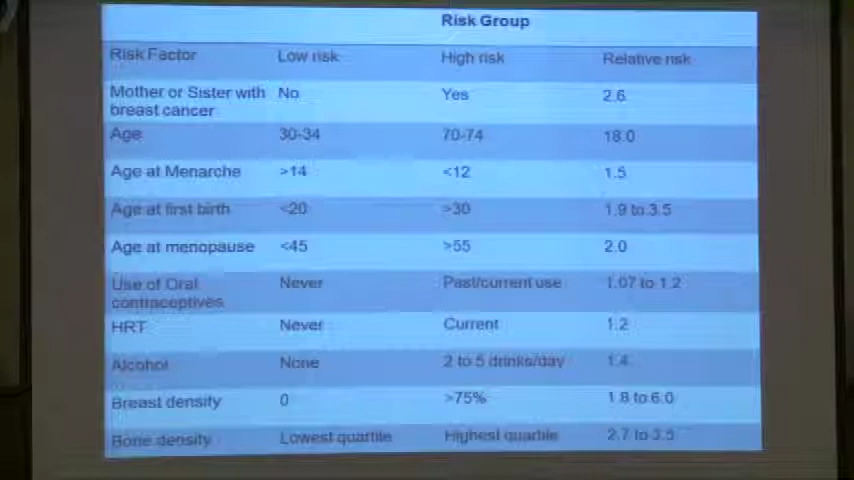 Risk Group
Risk Factor Low risk High risk Relative risk
Mother or Sister with No Yes 2.6
breast cancer
Age 30-34 70-74 18.0
Age at Menarche >14 <12 1.5
Age at first birth <20 >30 1.9 to 3.5
Age at menopause <45 >55 2.0
Use of Oral Never Past/current use 1.07 to 1.2
contraceptives
HRT Never Current 1.2
Alcohol None 2 to 5 drinks/day 1.4
Breast density 0 >75% 1.8 to 6.0
Bone density Lowest quartile Highest quartile 2.7 to 3.5